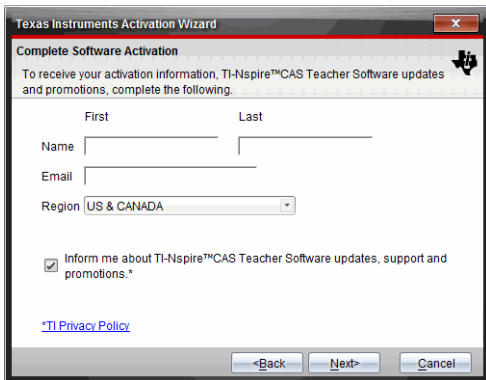 Texas Instruments Activation Wizard
x
Complete Software Activation
To receive your activation information, TI-Nspire™CAS Teacher Software updates
and promotions, complete the following.
First Last
Name
Email
Region US & CANADA
Inform me about TI-Nspire™CAS Teacher Software updates, support and
promotions.*
*TI Privacy Policy
<Back Next> Cancel